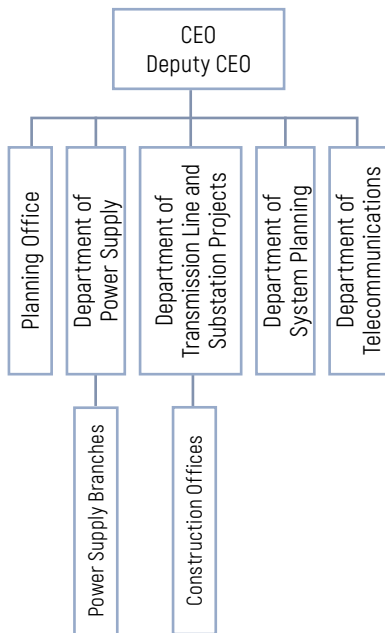 CEO
Deputy CEO
Planning Office
Department of
Power Supply
Department of
Transmission Line and
Substation Projects
Department of
System Planning
Department of
Telecommunications
Power Supply Branches
Construction Offices